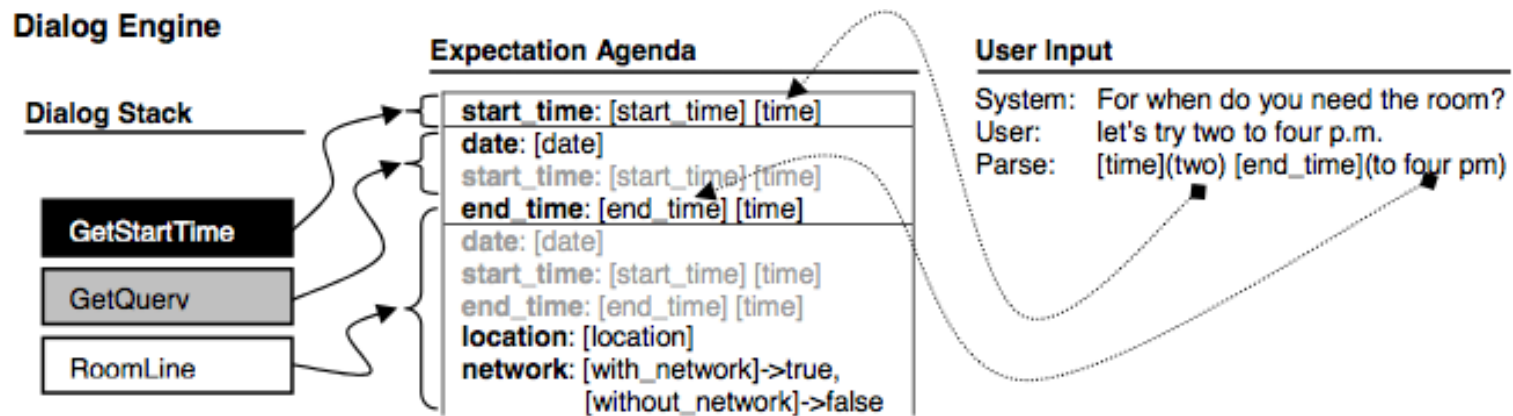 Dialog Engine
Dialog Stack
GetStartTime
GetQuerv
RoomLine
Expectation Agenda
start_time: [start_time] [time]
date: [date]
start_time: [start_time] [time]
end_time: [end_time] [time]
date: [date]
start_time: [start_time] [time]
end_time: [end_time] [time]
location: [location]
network: [with_network]->true,
[without_network]->false
User Input
System: For when do you need the room?
User: let's try two to four p.m.
Parse: [time](two) [end_time](to four pm)